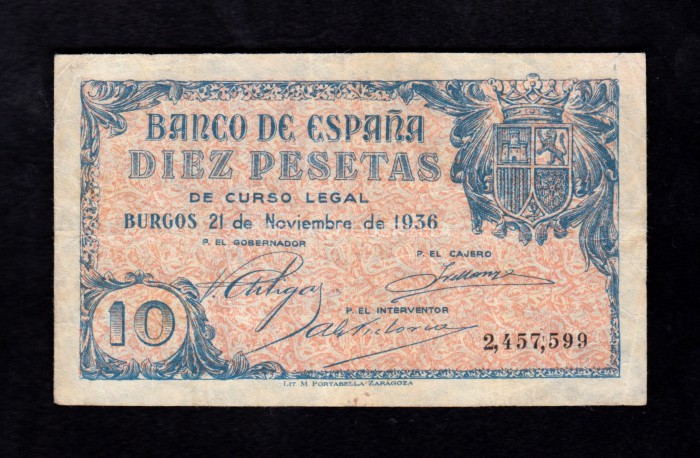 BANCO DE ESPAÑA
DIEZ PESETAS
DE CURSO LEGAL
BURGOS 21 de Noviembre de 1936
P. EL GOBERNADOR
P. EL CAJERO
P. EL INTERVENTOR
10
2,457,599
LIT. M. PORTABELLA-ZARAGOZA